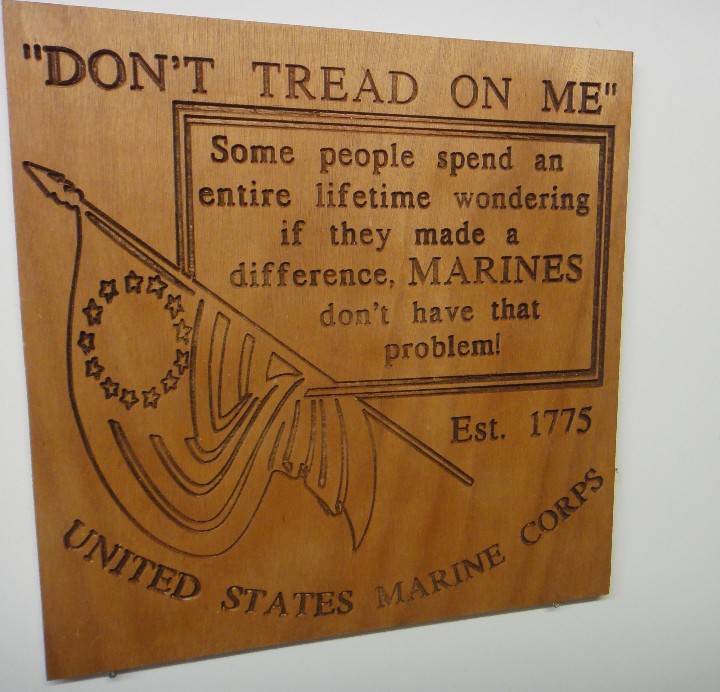 "DON'T TREAD ON ME"
Some people spend an
entire lifetime wondering
if they made a
difference, MARINES
don't have that
problem!
Est. 1775
UNITED STATES MARINE CORPS